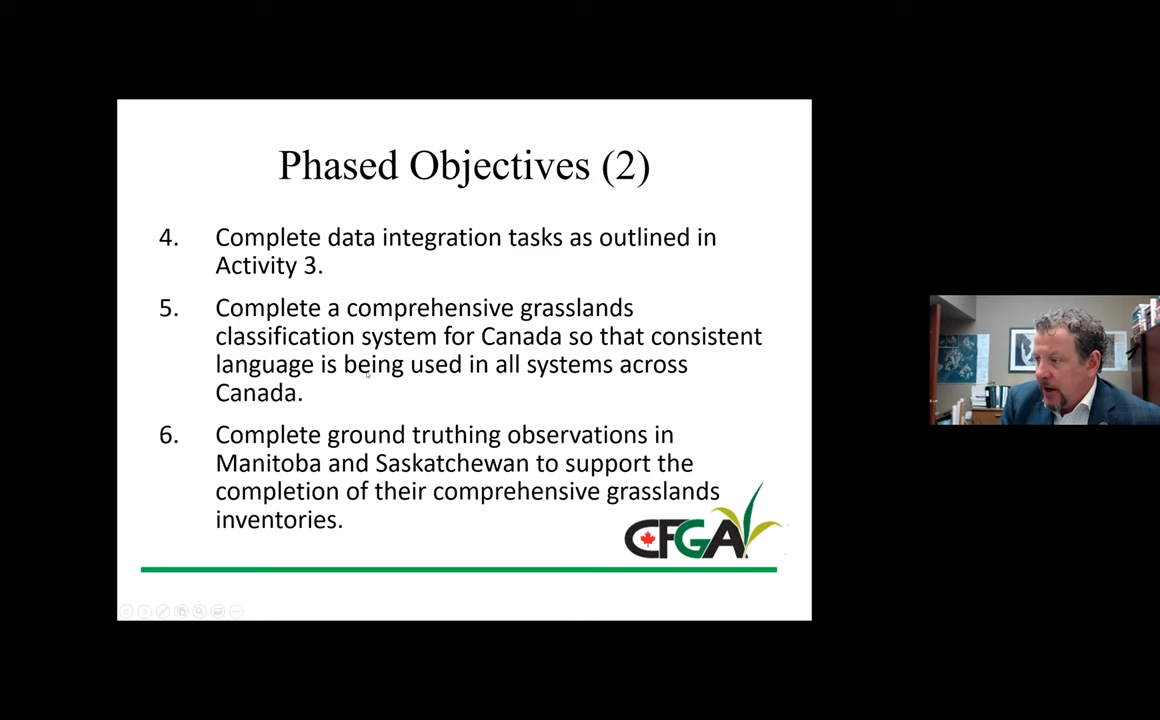 Phased Objectives (2)
4. Complete data integration tasks as outlined in
Activity 3.
5. Complete a comprehensive grasslands
classification system for Canada so that consistent
language is being used in all systems across
Canada.
6. Complete ground truthing observations in
Manitoba and Saskatchewan to support the
completion of their comprehensive grasslands
inventories.
CFGA